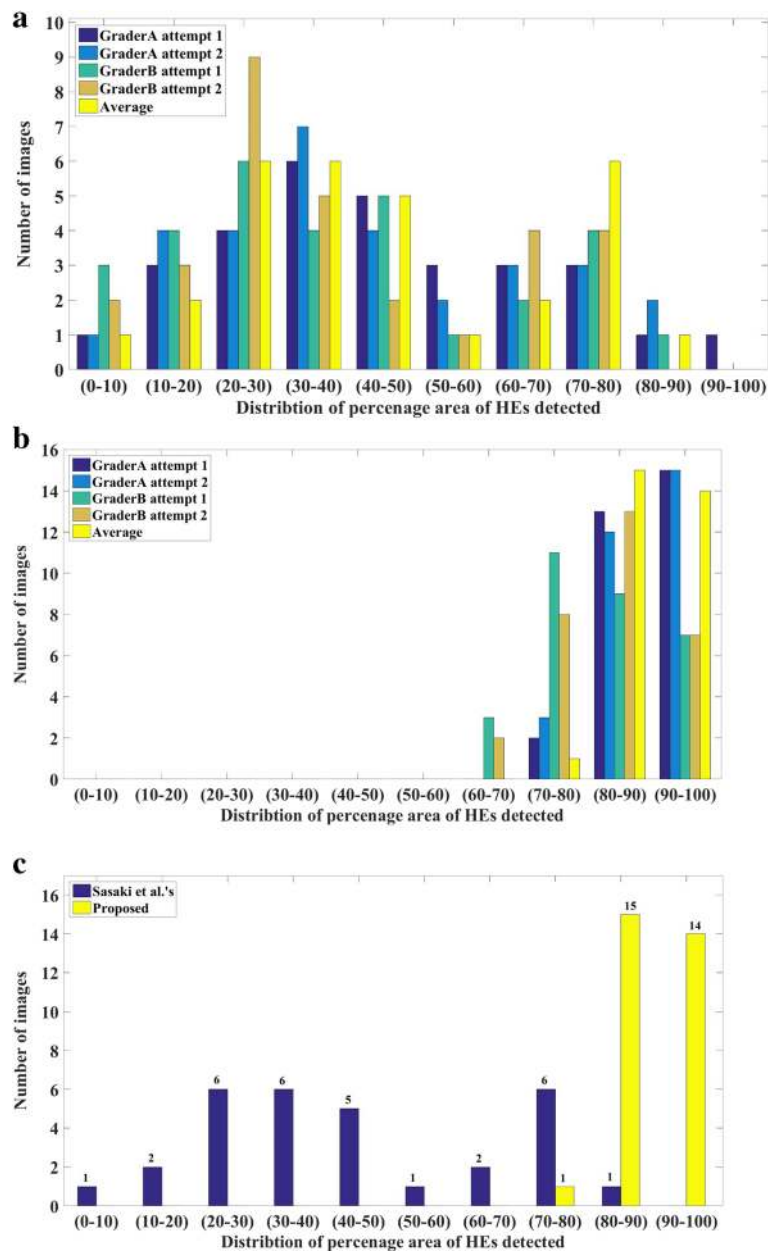 a
GraderA attempt 1
GraderA attempt 2
GraderB attempt 1
GraderB attempt 2
Average
Number of images
10
9
8
7
6
5
4
3
2
1
0
(0-10) (10-20) (20-30) (30-40) (40-50) (50-60) (60-70) (70-80) (80-90) (90-100)
Distribtion of percenage area of HEs detected
b
GraderA attempt 1
GraderA attempt 2
GraderB attempt 1
GraderB attempt 2
Average
Number of images
16
14
12
10
8
6
4
2
0
(0-10) (10-20) (20-30) (30-40) (40-50) (50-60) (60-70) (70-80) (80-90) (90-100)
Distribtion of percenage area of HEs detected
c
Sasaki et al.'s
Proposed
Number of images
16
14
12
10
8
6
4
2
0
1 2 6 6 5 1 2 6 1 1 15 14
(0-10) (10-20) (20-30) (30-40) (40-50) (50-60) (60-70) (70-80) (80-90) (90-100)
Distribtion of percenage area of HEs detected